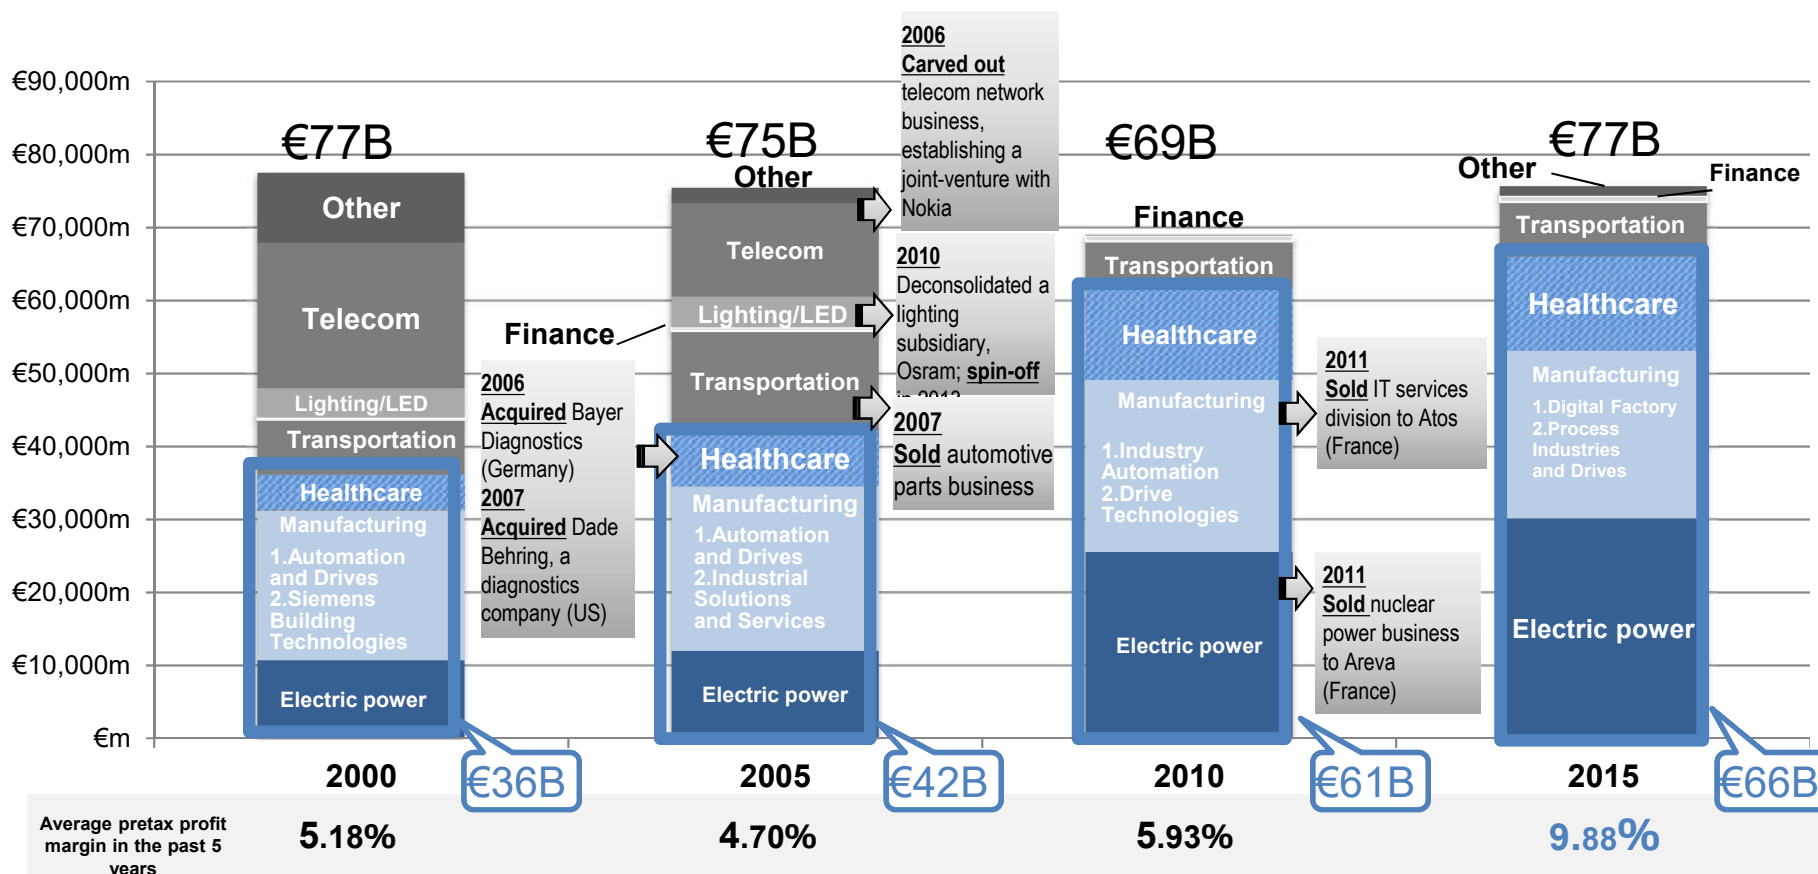 €90,000m
€80,000m
€70,000m
€60,000m
€50,000m
€40,000m
€30,000m
€20,000m
€10,000m
€m
€77B
Other
Telecom
Lighting/LED
Transportation
Healthcare
Manufacturing
1.Automation
and Drives
2.Siemens
Building
Technologies
Electric power
€36B
2000
2006
Acquired Bayer
Diagnostics
(Germany)
2007
Acquired Dade
Behring, a
diagnostics
company (US)
€75B
Other
Telecom
Lighting/LED
Finance
Transportation
Healthcare
Manufacturing
1.Automation
and Drives
2.Industrial
Solutions
and Services
Electric power
€42B
2005
2006
Carved out
telecom network
business,
establishing a
joint-venture with
Nokia
2010
Deconsolidated a
lighting
subsidiary,
Osram; spin-off
in 2013
2007
Sold automotive
parts business
€69B
Finance
Transportation
Healthcare
Manufacturing
1.Industry
Automation
2.Drive
Technologies
Electric power
€61B
2010
2011
Sold IT services
division to Atos
(France)
2011
Sold nuclear
power business
to Areva
(France)
€77B
Other
Finance
Transportation
Healthcare
Manufacturing
1.Digital Factory
2.Process
Industries
and Drives
Electric power
€66B
2015
Average pretax profit
margin in the past 5
years
5.18%
4.70%
5.93%
9.88%